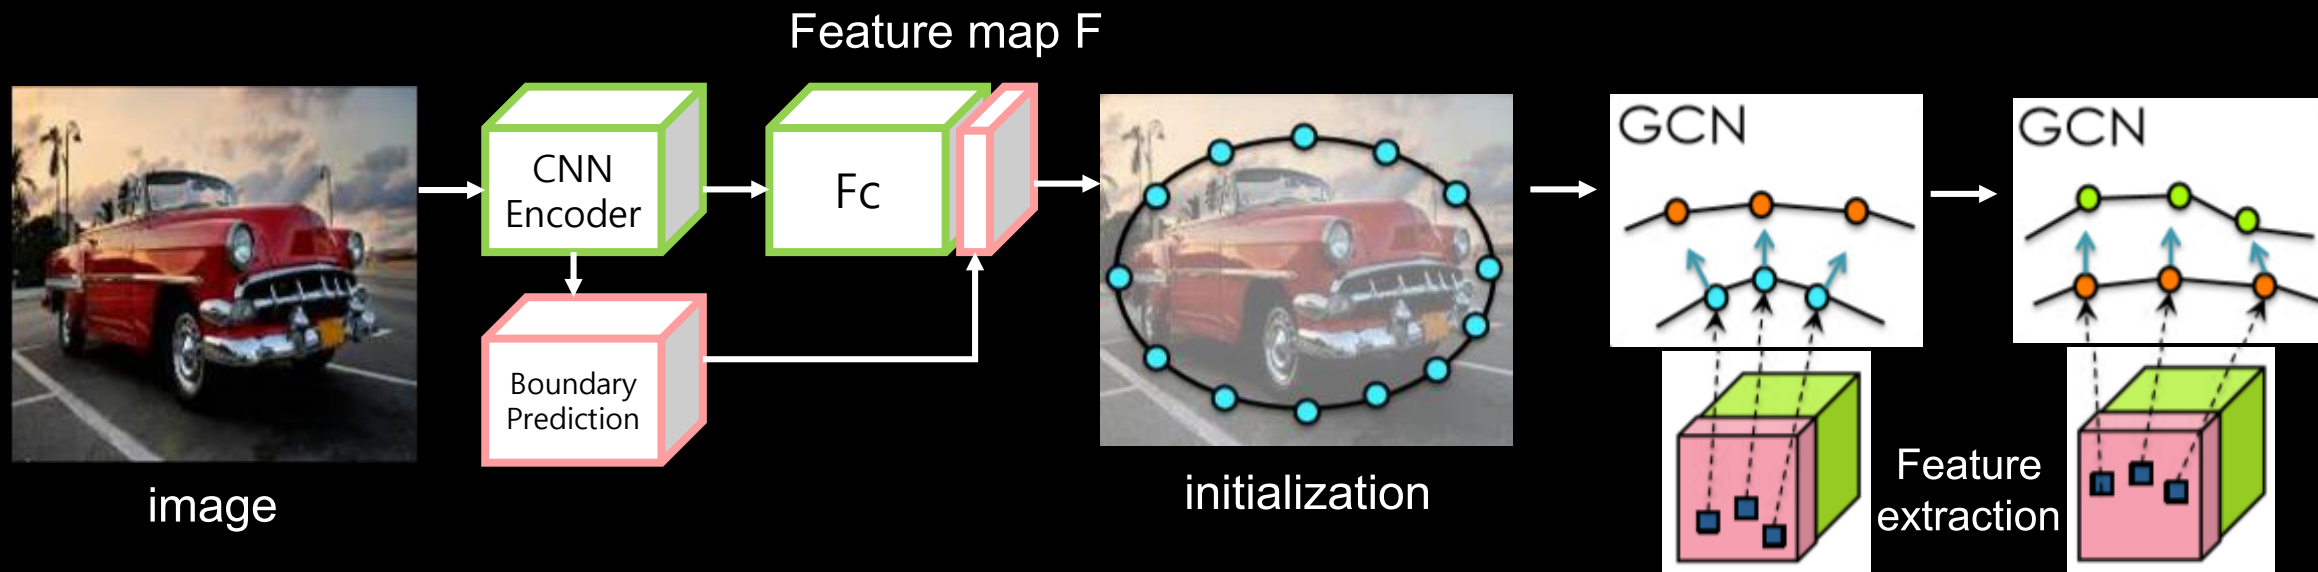 Feature map F
CNN
Encoder
Fc
Boundary
Prediction
image
initialization
GCN
GCN
Feature
extraction